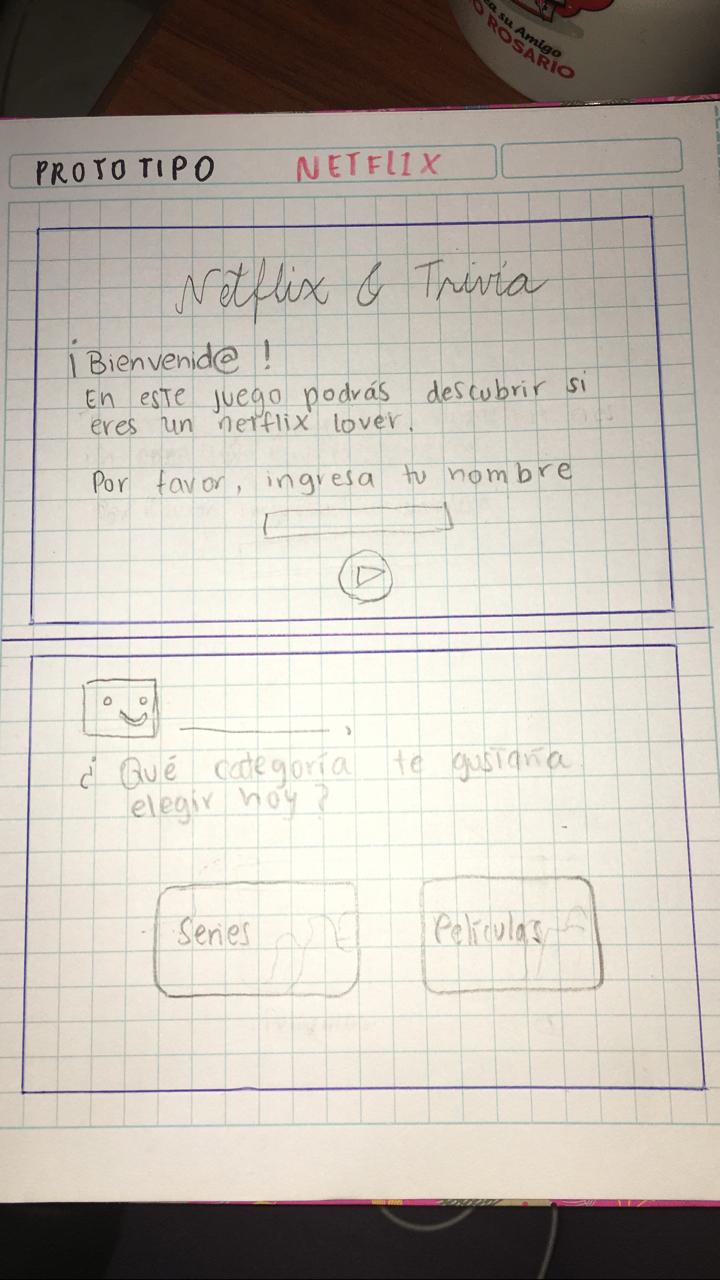 a su Amigo
O ROSARIO
PROTOTIPO NETFLIX
Netflix & Trivia
¡Bienvenid@!
En este juego podrás descubrir si
eres un netflix lover.
Por favor, ingresa tu nombre
¿Qué categoría te gustaría
elegir hoy?
Series
Películas